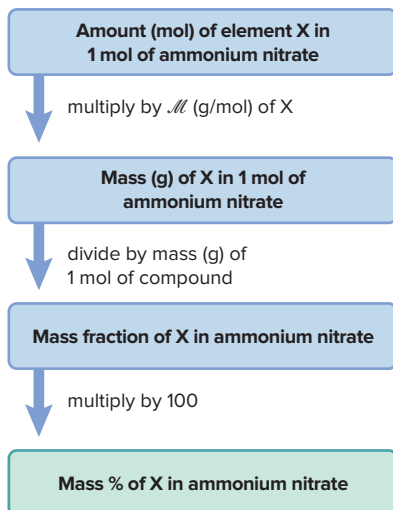 Amount (mol) of element X in
1 mol of ammonium nitrate
multiply by ℳ (g/mol) of X
Mass (g) of X in 1 mol of
ammonium nitrate
divide by mass (g) of
1 mol of compound
Mass fraction of X in ammonium nitrate
multiply by 100
Mass % of X in ammonium nitrate